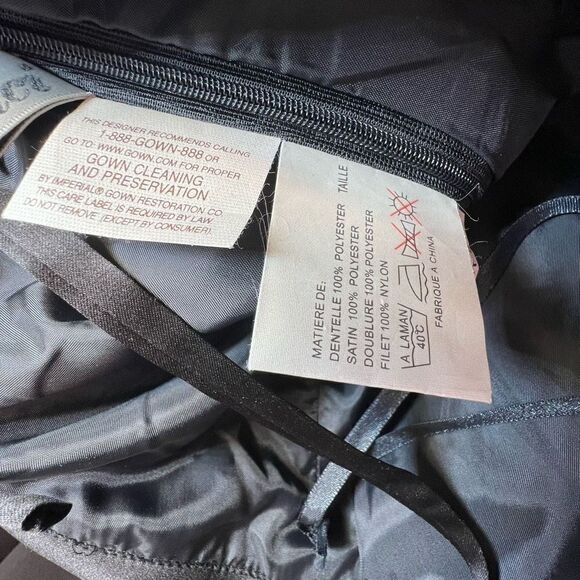 THIS DESIGNER RECOMMENDS CALLING
1-888-GOWN-888 OR
GO TO: WWW.GOWN.COM FOR PROPER
GOWN CLEANING
AND PRESERVATION
BY IMPERIAL® GOWN RESTORATION CO.
THIS CARE LABEL IS REQUIRED BY LAW.
DO NOT REMOVE. (EXCEPT BY CONSUMER)
TAILLE
MATIERE DE:
DENTELLE 100% POLYESTER
SATIN 100% POLYESTER
DOUBLURE 100% POLYESTER
FILET 100% NYLON
A LAMAN
40°C
FABRIQUE A CHINA